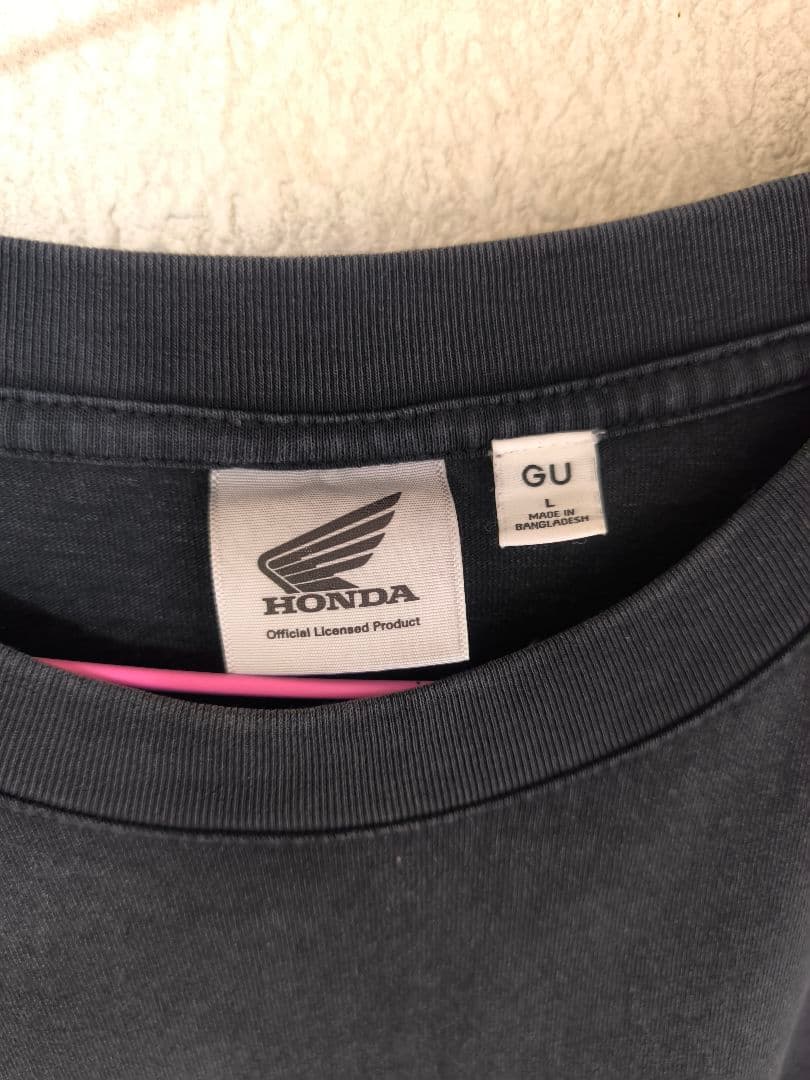 HONDA
Official Licensed Product
GU
L
MADE IN
BANGLADESH